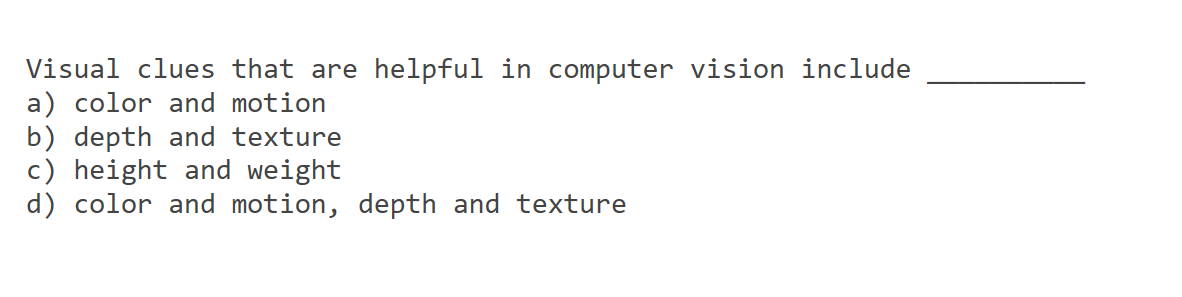 Visual clues that are helpful in computer vision include __________
a) color and motion
b) depth and texture
c) height and weight
d) color and motion, depth and texture